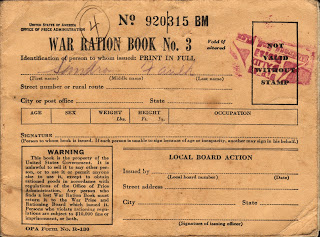 UNITED STATES OF AMERICA
OFFICE OF PRICE ADMINISTRATION
4
Nº 920315 BM
WAR RATION BOOK No. 3
Void if altered
NOT VALID WITHOUT STAMP
Identification of person to whom issued: PRINT IN FULL
(First name) (Middle name) (Last name)
Street number or rural route
City or post office State
AGE SEX WEIGHT HEIGHT OCCUPATION
Lbs. Ft. In.
SIGNATURE
(Person to whom book is issued. If such person is unable to sign because of age or incapacity, another may sign in his behalf.)
WARNING
This book is the property of the
United States Government. It is
unlawful to sell it to any other per-
son, or to use it or permit anyone
else to use it, except to obtain
rationed goods in accordance with
regulations of the Office of Price
Administration. Any person who
finds a lost War Ration Book must
return it to the War Price and
Rationing Board which issued it.
Persons who violate rationing regu-
lations are subject to $10,000 fine or
imprisonment, or both.
LOCAL BOARD ACTION
Issued by
(Local board number) (Date)
Street address
City State
(Signature of issuing officer)
OPA Form No. R-130